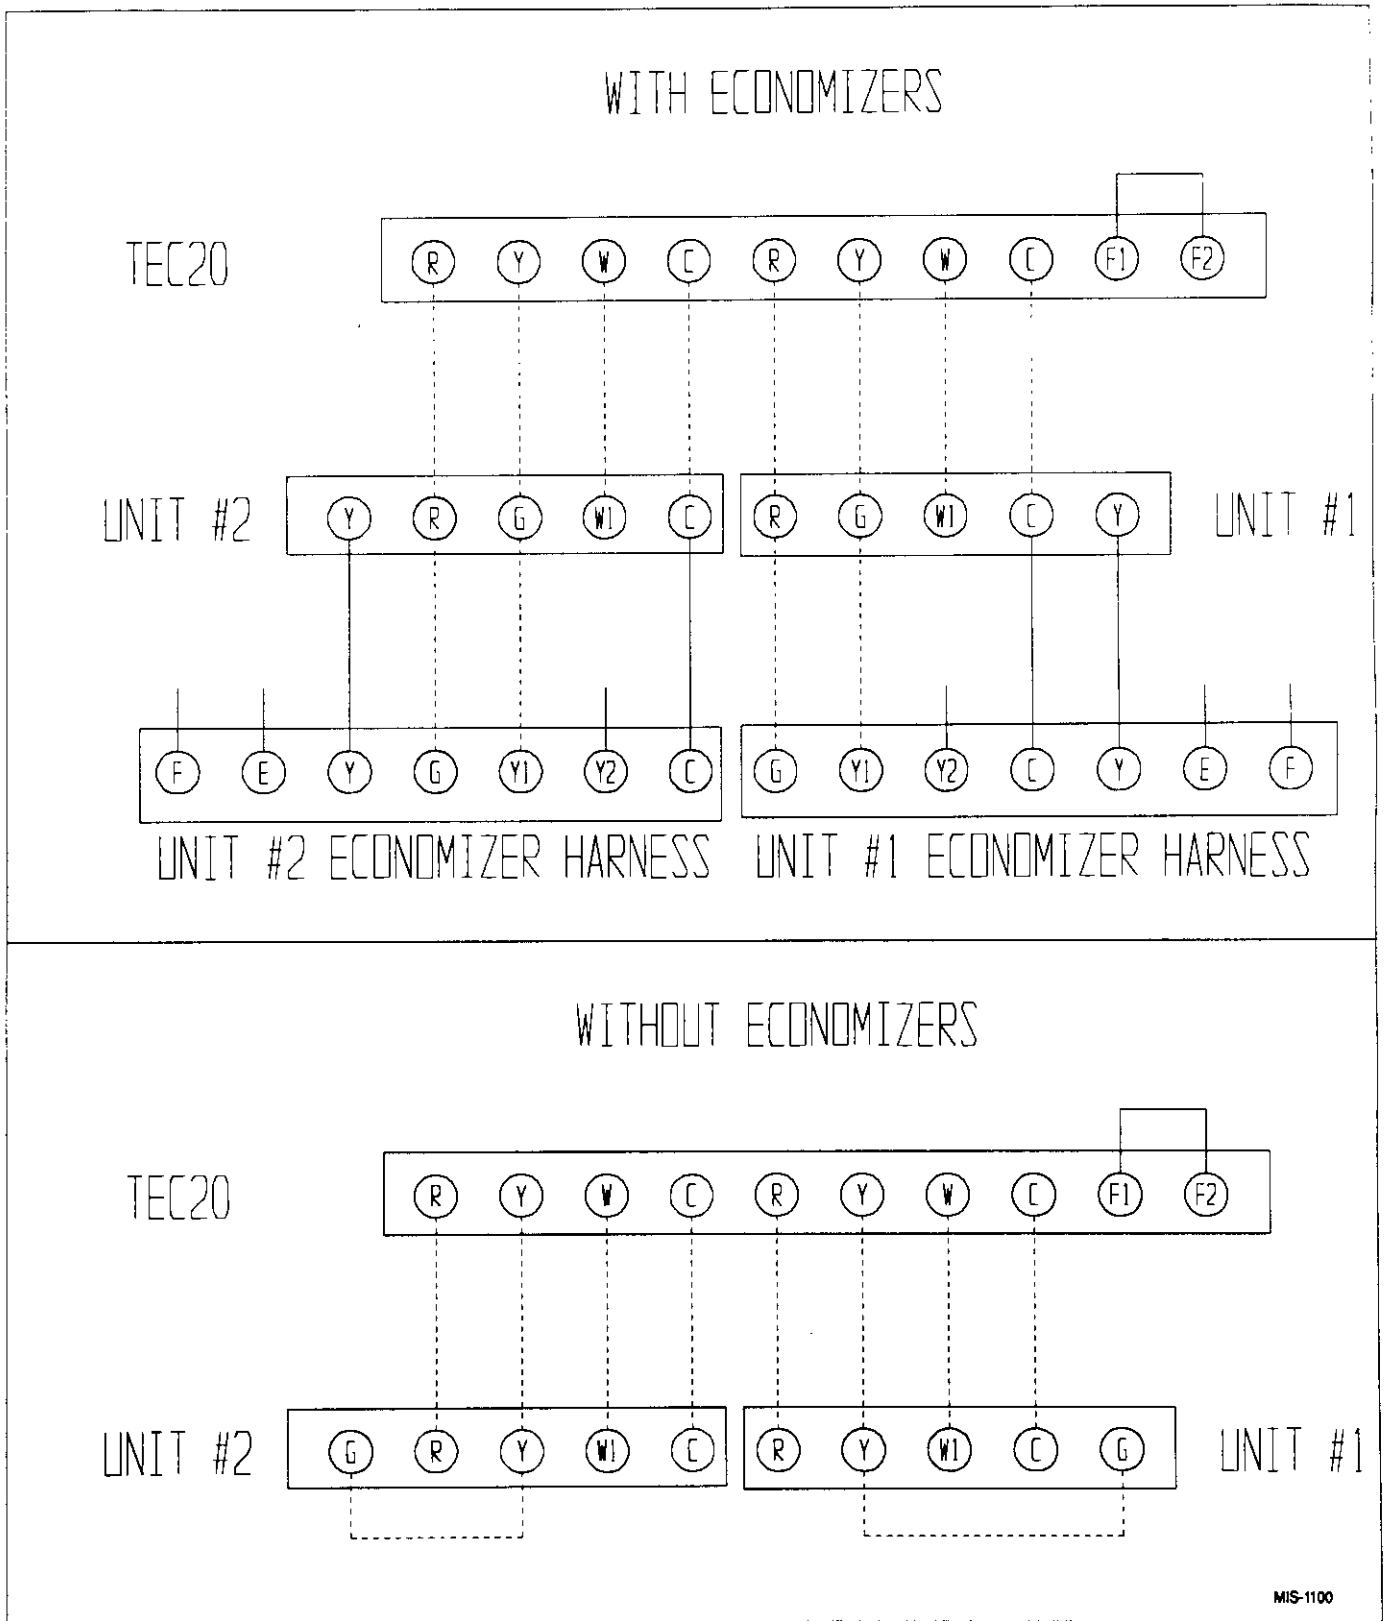 WITH ECONOMIZERS
TEC20 R Y W C R Y W C F1 F2
UNIT #2 Y R G W1 C R G W1 C Y UNIT #1
F E Y G Y1 Y2 C G Y1 Y2 C Y E F
UNIT #2 ECONOMIZER HARNESS UNIT #1 ECONOMIZER HARNESS
WITHOUT ECONOMIZERS
TEC20 R Y W C R Y W C F1 F2
UNIT #2 G R Y W1 C R Y W1 C G UNIT #1
MIS-1100